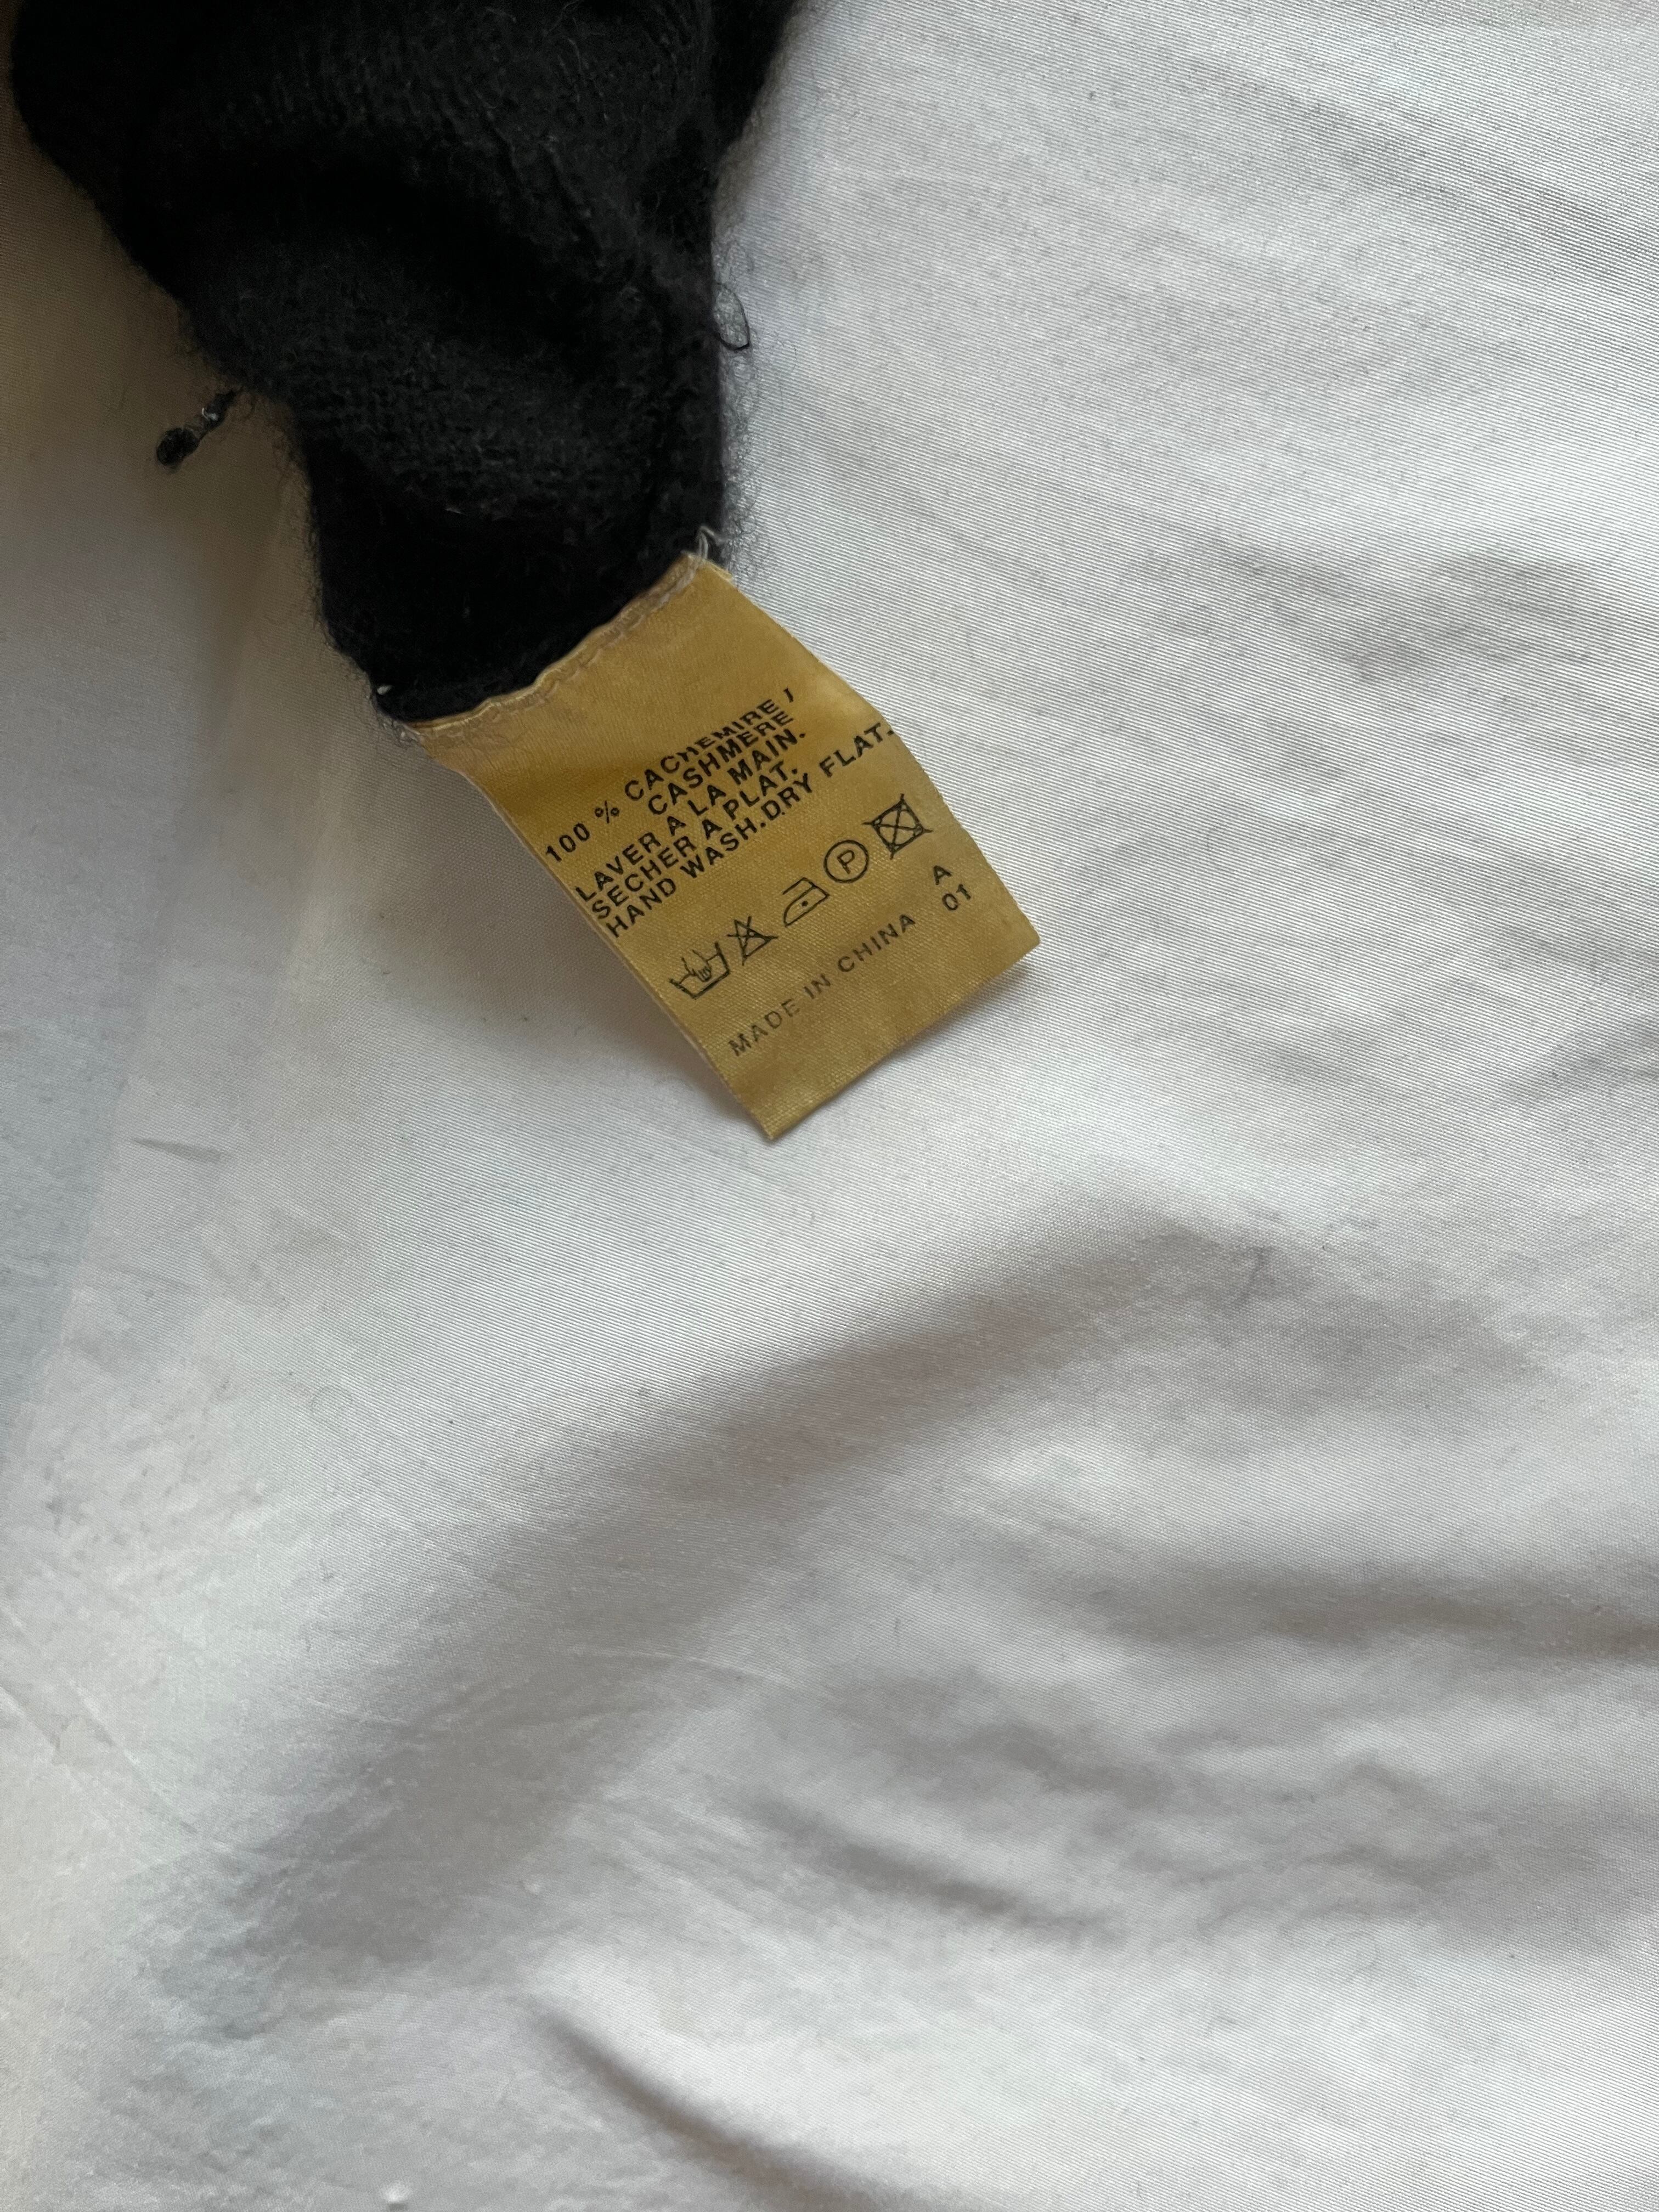 100 % CACHEMIRE /
CASHMERE
LAVER A LA MAIN.
SECHER A PLAT.
HAND WASH.DRY FLAT.
P
A
MADE IN CHINA 01